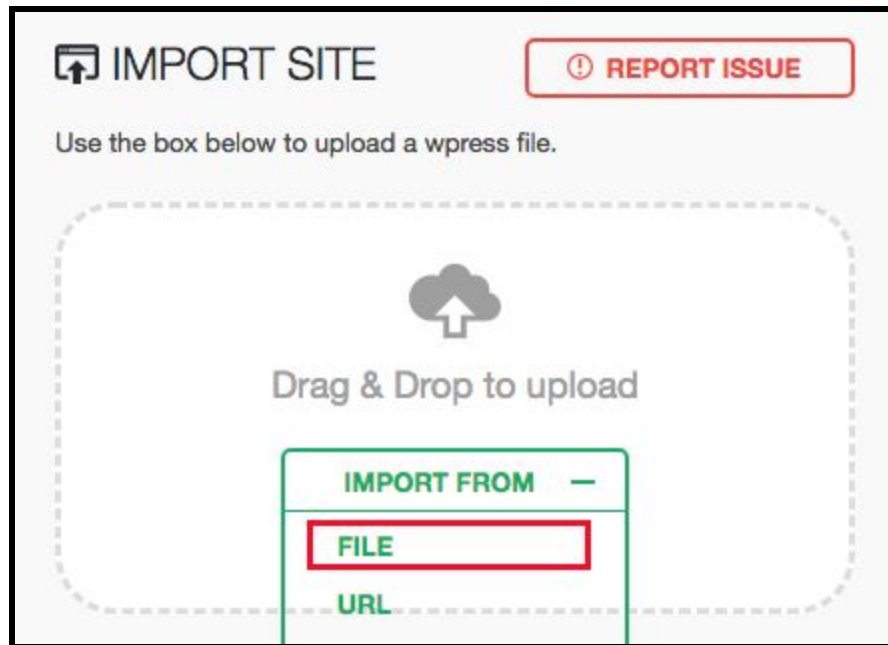 IMPORT SITE
REPORT ISSUE
Use the box below to upload a wpress file.
Drag & Drop to upload
IMPORT FROM
FILE
URL